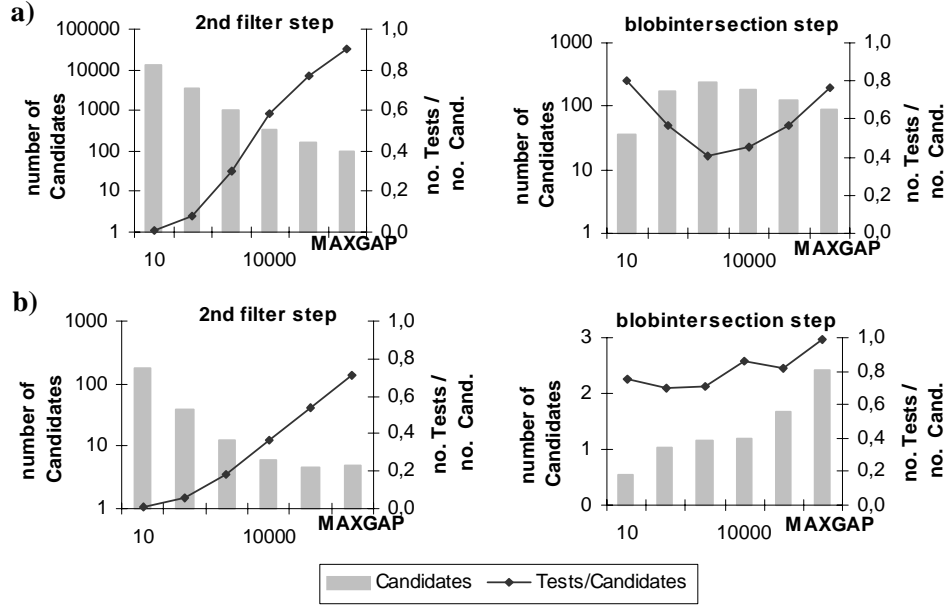 a)
2nd filter step
number of
Candidates
100000
10000
1000
100
10
1
1,0
0,8
0,6
0,4
0,2
0,0
no. Tests /
no. Cand.
MAXGAP
10
10000
blobintersection step
number of
Candidates
1000
100
10
1
1,0
0,8
0,6
0,4
0,2
0,0
no. Tests /
no. Cand.
MAXGAP
10
10000
b)
2nd filter step
number of
Candidates
1000
100
10
1
1,0
0,8
0,6
0,4
0,2
0,0
no. Tests /
no. Cand.
MAXGAP
10
10000
blobintersection step
number of
Candidates
3
2
1
0
1,0
0,8
0,6
0,4
0,2
0,0
no. Tests /
no. Cand.
MAXGAP
10
10000
Candidates
Tests/Candidates